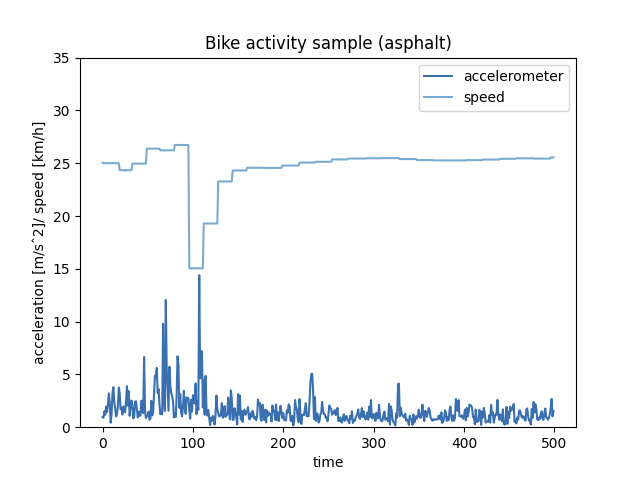 Bike activity sample (asphalt)
accelerometer
speed
35
30
25
20
15
10
5
0
acceleration [m/s^2]/ speed [km/h]
0 100 200 300 400 500
time